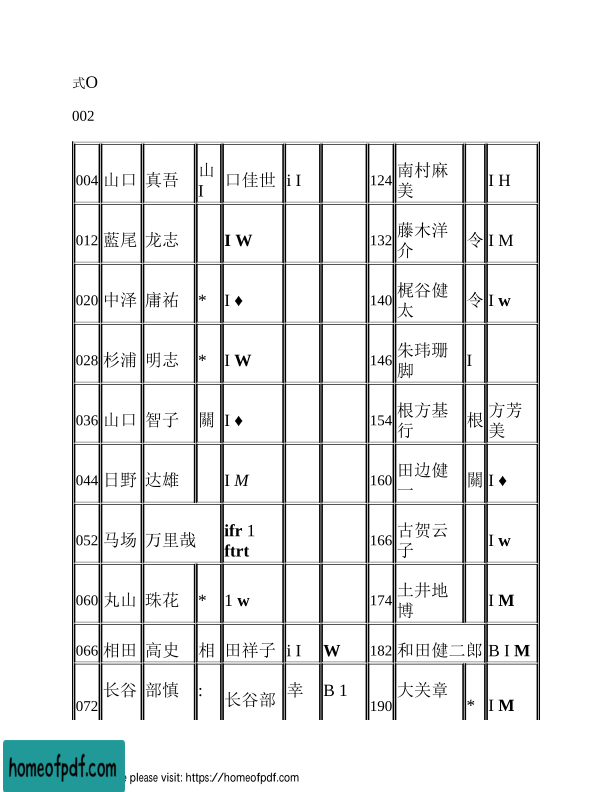 式O
002
004 山口 真吾 山I 口佳世 i I 124 南村麻美 I H
012 藍尾 龙志 I W 132 藤木洋介 令 I M
020 中泽 庸祐 * I ♦ 140 梶谷健太 令 I w
028 杉浦 明志 * I W 146 朱玮珊脚 I
036 山口 智子 關 I ♦ 154 根方基行 根 方芳美
044 日野 达雄 I M 160 田边健一 關 I ♦
052 马场 万里哉 ifr 1 ftrt 166 古贺云子 I w
060 丸山 珠花 * 1 w 174 土井地博 I M
066 相田 高史 相 田祥子 i I W 182 和田健二郎 B I M
072 长谷 部慎 : 长谷部 幸 B 1 190 大关章 * I M
homeofpdf.com
e please visit: https://homeofpdf.com